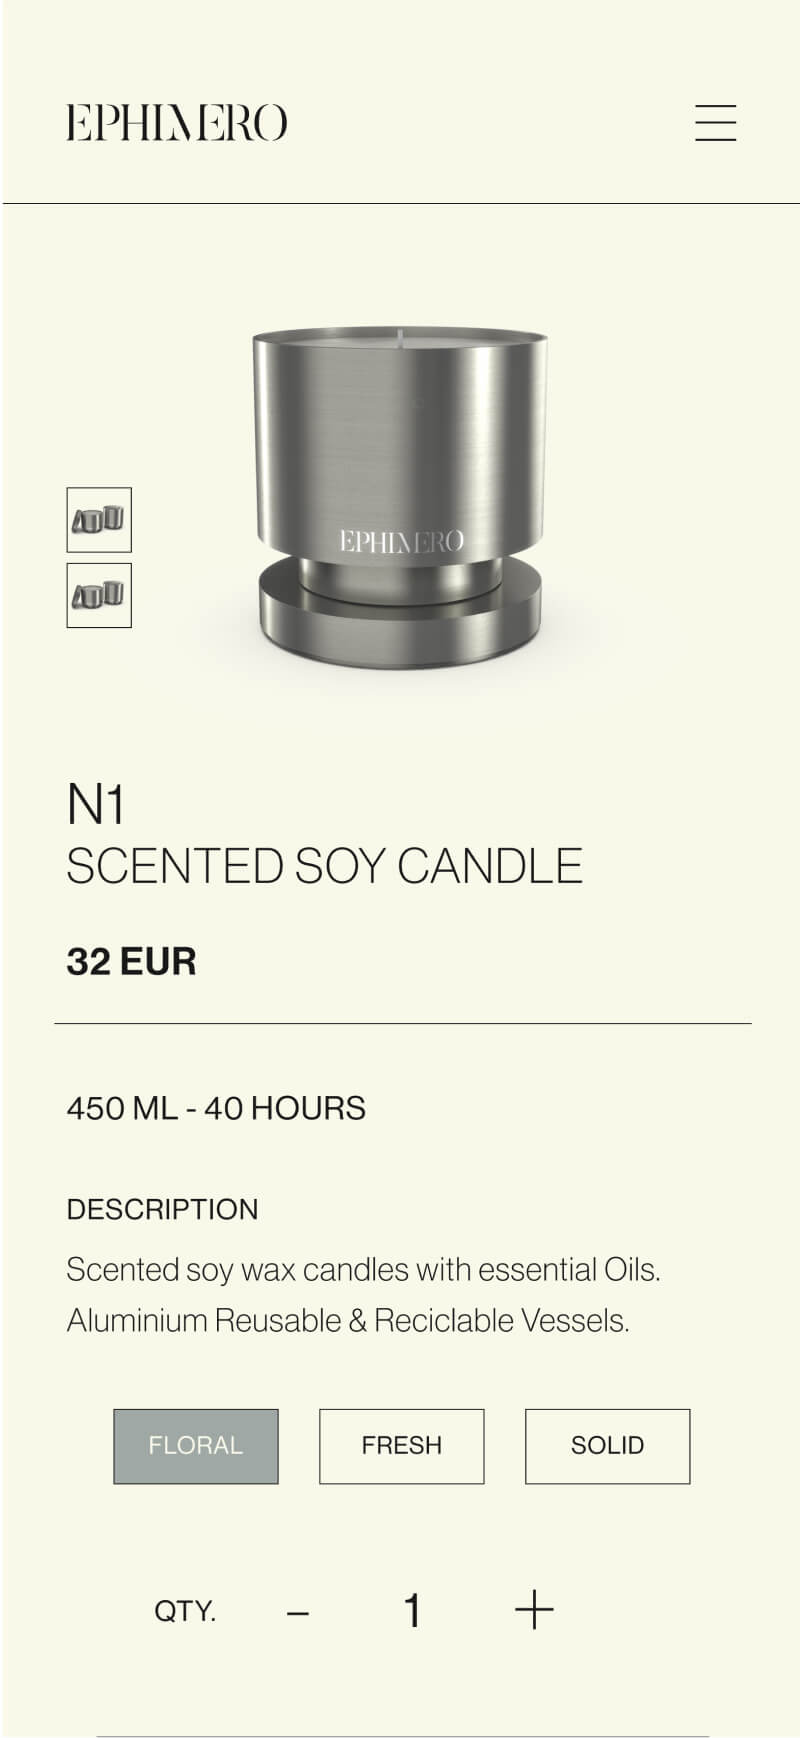 EPHIMERO
EPHIMERO
N1
SCENTED SOY CANDLE
32 EUR
450 ML - 40 HOURS
DESCRIPTION
Scented soy wax candles with essential Oils.
Aluminium Reusable & Reciclable Vessels.
FLORAL FRESH SOLID
QTY. – 1 +